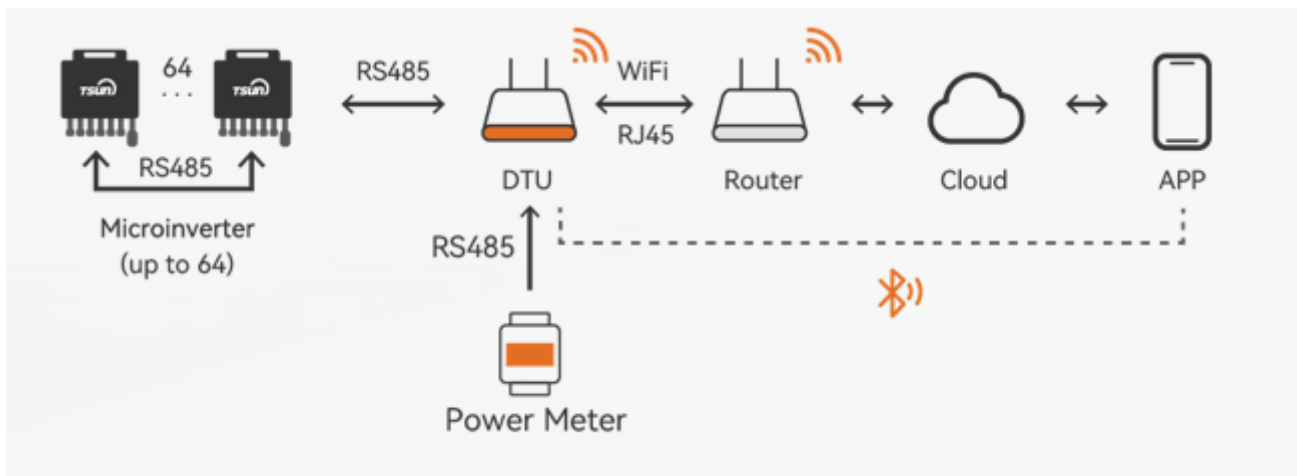 64
...
TSUN
TSUN
RS485
Microinverter
(up to 64)
RS485
DTU
WiFi
RJ45
Router
Cloud
APP
RS485
Power Meter